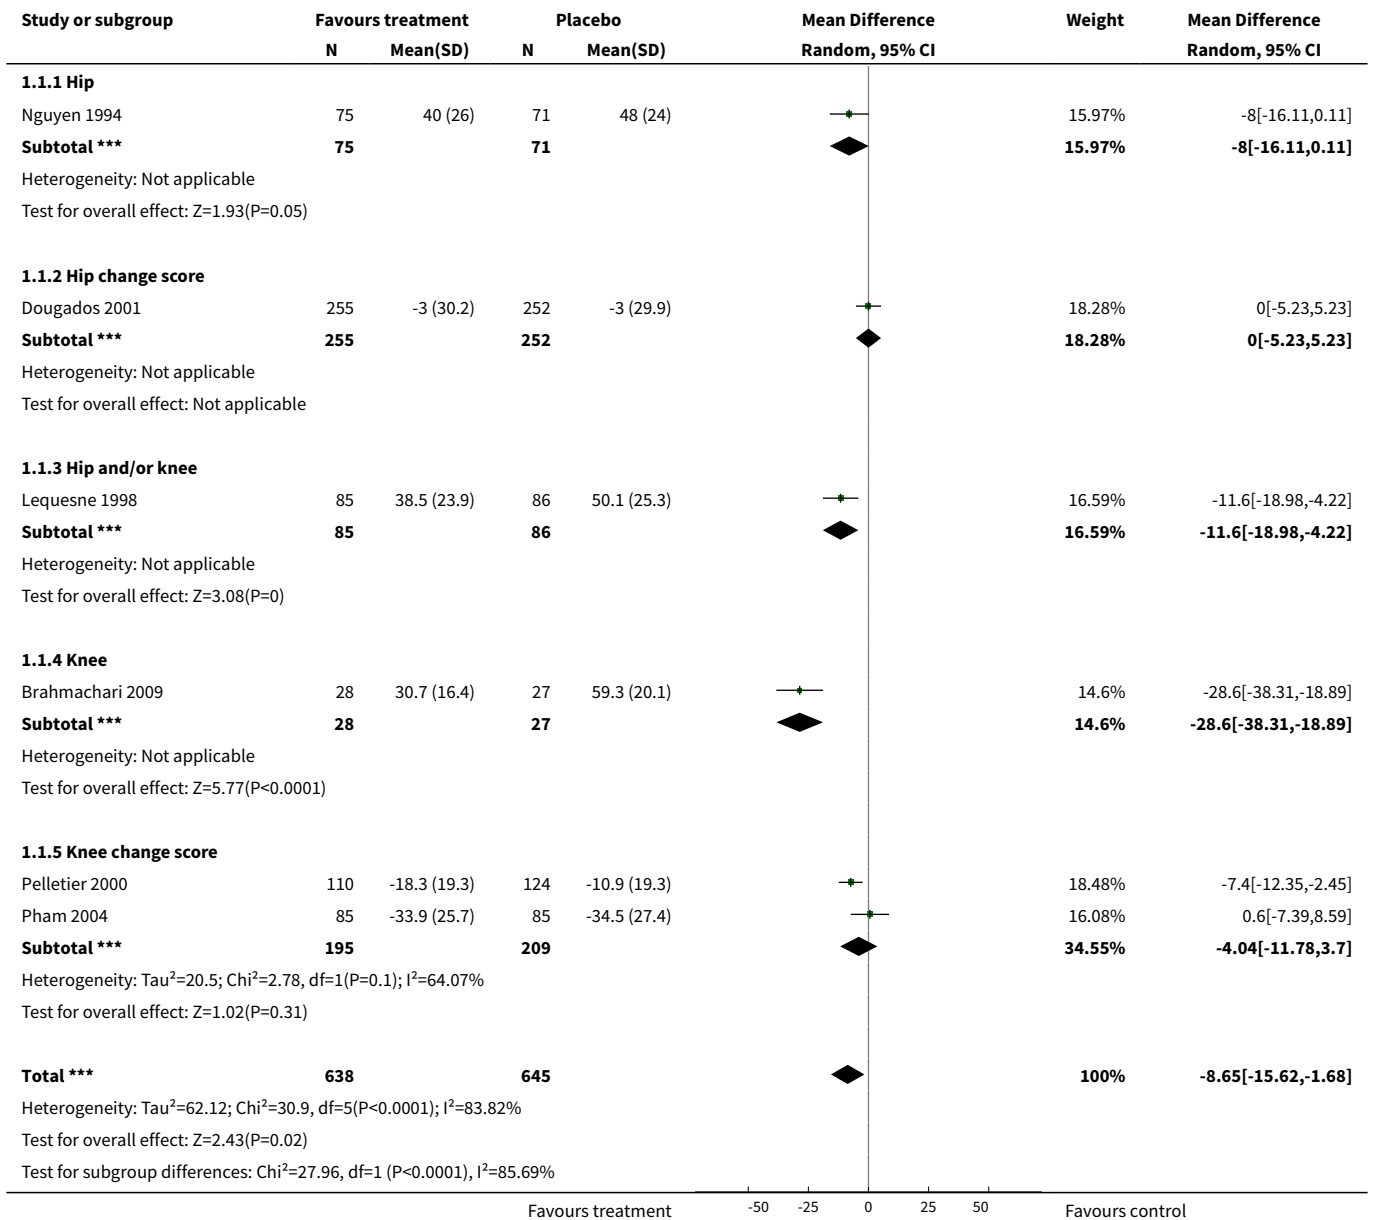 Study or subgroup Favours treatment Placebo Mean Difference Weight Mean Difference
N Mean(SD) N Mean(SD) Random, 95% CI Random, 95% CI
1.1.1 Hip
Nguyen 1994 75 40 (26) 71 48 (24) 15.97% -8[-16.11,0.11]
Subtotal *** 75 71 15.97% -8[-16.11,0.11]
Heterogeneity: Not applicable
Test for overall effect: Z=1.93(P=0.05)
1.1.2 Hip change score
Dougados 2001 255 -3 (30.2) 252 -3 (29.9) 18.28% 0[-5.23,5.23]
Subtotal *** 255 252 18.28% 0[-5.23,5.23]
Heterogeneity: Not applicable
Test for overall effect: Not applicable
1.1.3 Hip and/or knee
Lequesne 1998 85 38.5 (23.9) 86 50.1 (25.3) 16.59% -11.6[-18.98,-4.22]
Subtotal *** 85 86 16.59% -11.6[-18.98,-4.22]
Heterogeneity: Not applicable
Test for overall effect: Z=3.08(P=0)
1.1.4 Knee
Brahmachari 2009 28 30.7 (16.4) 27 59.3 (20.1) 14.6% -28.6[-38.31,-18.89]
Subtotal *** 28 27 14.6% -28.6[-38.31,-18.89]
Heterogeneity: Not applicable
Test for overall effect: Z=5.77(P<0.0001)
1.1.5 Knee change score
Pelletier 2000 110 -18.3 (19.3) 124 -10.9 (19.3) 18.48% -7.4[-12.35,-2.45]
Pham 2004 85 -33.9 (25.7) 85 -34.5 (27.4) 16.08% 0.6[-7.39,8.59]
Subtotal *** 195 209 34.55% -4.04[-11.78,3.7]
Heterogeneity: Tau²=20.5; Chi²=2.78, df=1(P=0.1); I²=64.07%
Test for overall effect: Z=1.02(P=0.31)
Total *** 638 645 100% -8.65[-15.62,-1.68]
Heterogeneity: Tau²=62.12; Chi²=30.9, df=5(P<0.0001); I²=83.82%
Test for overall effect: Z=2.43(P=0.02)
Test for subgroup differences: Chi²=27.96, df=1 (P<0.0001), I²=85.69%
Favours treatment -50 -25 0 25 50 Favours control